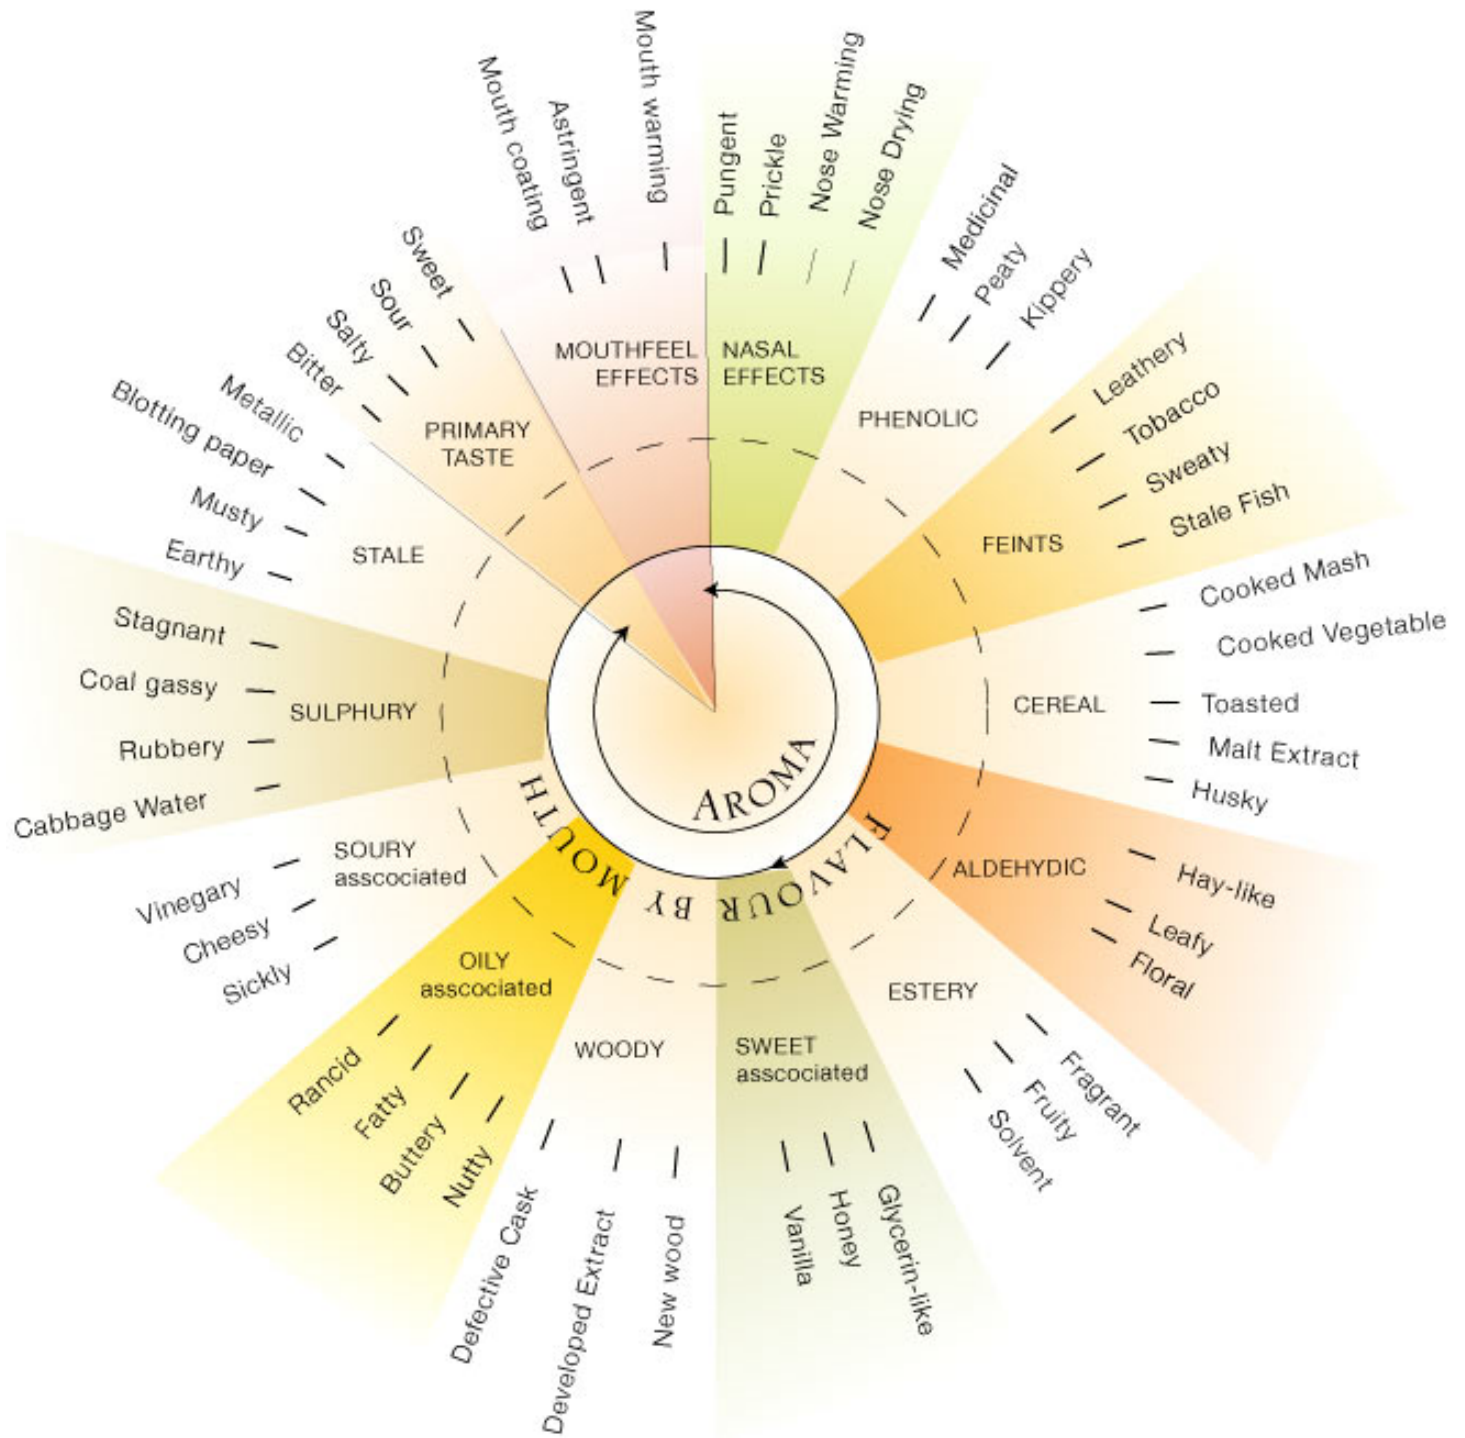 Mouth warming
Astringent
Mouth coating
MOUTHFEEL
EFFECTS
Pungent
Prickle
Nose Warming
Nose Drying
NASAL
EFFECTS
Medicinal
Peaty
Kippery
PHENOLIC
Leathery
Tobacco
Sweaty
Stale Fish
FEINTS
Cooked Mash
Cooked Vegetable
Toasted
Malt Extract
Husky
CEREAL
Hay-like
Leafy
Floral
ALDEHYDIC
Fragrant
Fruity
Solvent
ESTERY
Glycerin-like
Honey
Vanilla
SWEET
asscociated
New wood
Developed Extract
Defective Cask
WOODY
Nutty
Buttery
Fatty
Rancid
OILY
asscociated
Sickly
Cheesy
Vinegary
SOURY
asscociated
Cabbage Water
Rubbery
Coal gassy
Stagnant
SULPHURY
Earthy
Musty
Blotting paper
Metallic
STALE
Bitter
Salty
Sour
Sweet
PRIMARY
TASTE
AROMA
FLAVOUR BY MOUTH